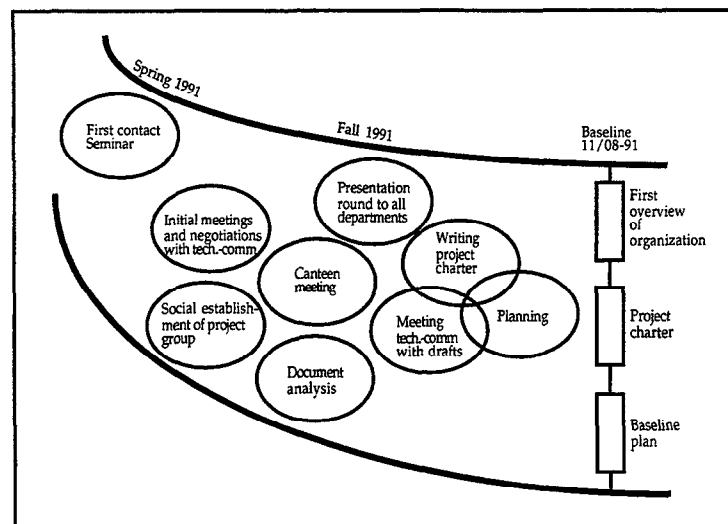 Spring 1991
Fall 1991
Baseline
11/08-91
First contact
Seminar
Presentation
round to all
departments
Initial meetings
and negotiations
with tech.-comm
Canteen
meeting
Writing
project
charter
Social establish-
ment of project
group
Meeting
tech.-comm
with drafts
Planning
Document
analysis
First
overview
of
organization
Project
charter
Baseline
plan